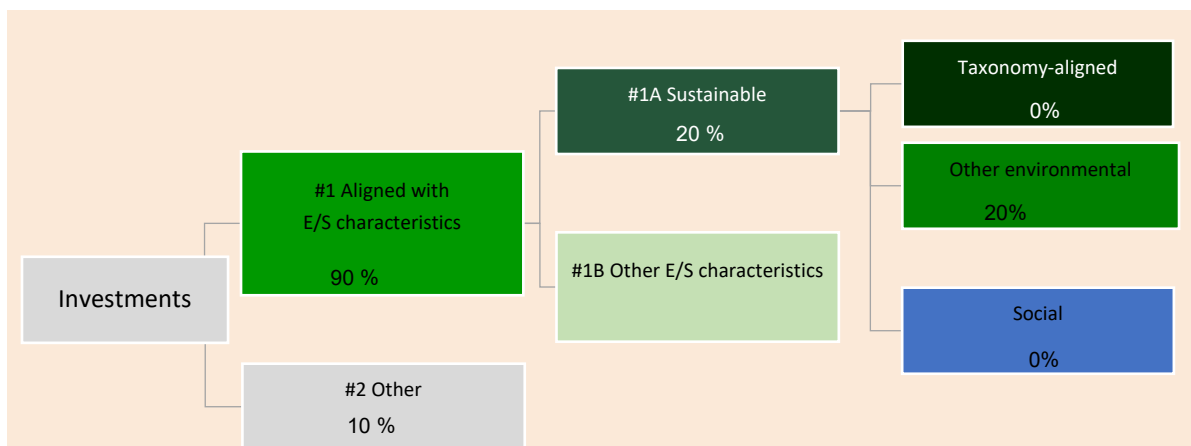 Investments
#1 Aligned with
E/S characteristics
90 %
#2 Other
10 %
#1A Sustainable
20 %
#1B Other E/S characteristics
Taxonomy-aligned
0%
Other environmental
20%
Social
0%